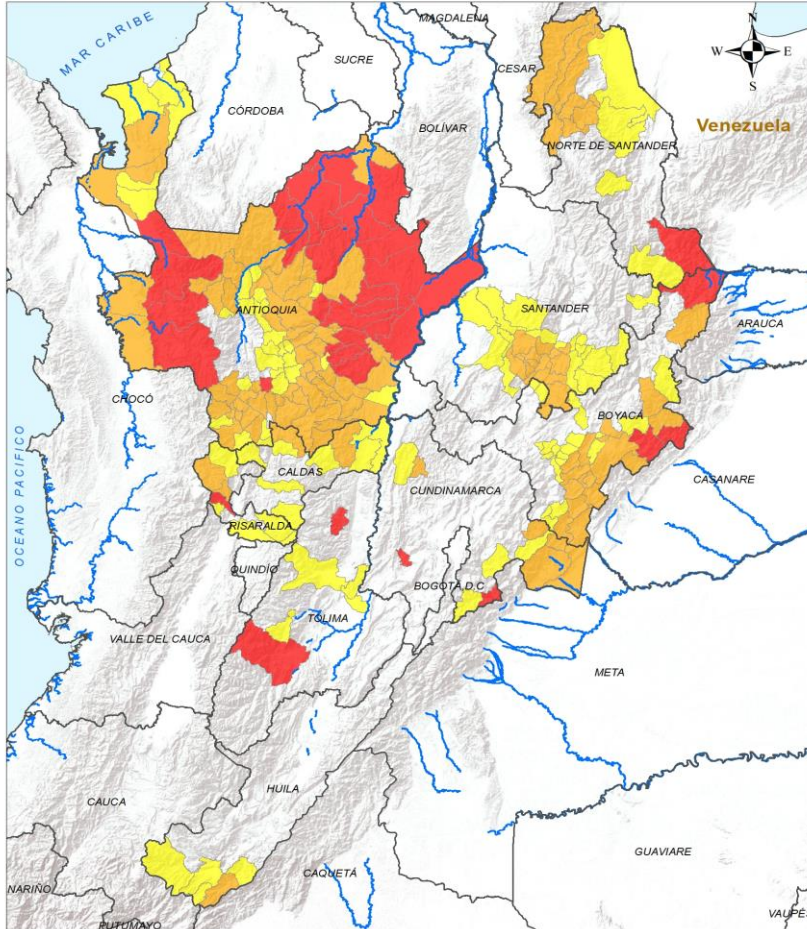 MAGDALENA
N
W E
S
MAR CARIBE
SUCRE
CESAR
CÓRDOBA
BOLÍVAR
Venezuela
NORTE DE SANTANDER
ANTIOQUIA
SANTANDER
ARAUCA
CHOCÓ
BOYACÁ
OCEANO PACIFICO
CALDAS
CUNDINAMARCA
CASANARE
RISARALDA
QUINDÍO
BOGOTÁ D.C
TOLIMA
VALLE DEL CAUCA
META
HUILA
CAUCA
GUAVIARE
CAQUETÁ
NARIÑO
PUTUMAYO